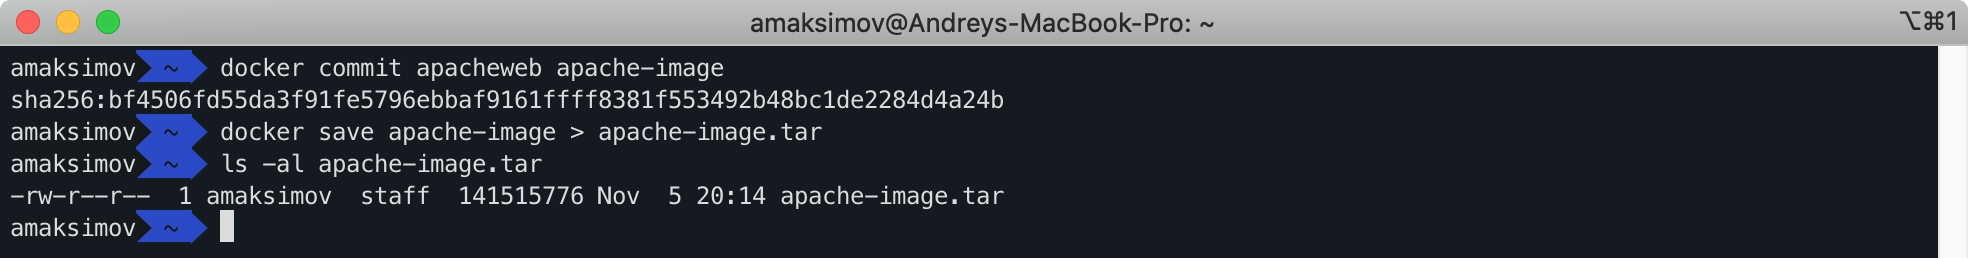 amaksimov@Andreys-MacBook-Pro: ~ ⌥⌘1
amaksimov ~ docker commit apacheweb apache-image
sha256:bf4506fd55da3f91fe5796ebbaf9161ffff8381f553492b48bc1de2284d4a24b
amaksimov ~ docker save apache-image > apache-image.tar
amaksimov ~ ls -al apache-image.tar
-rw-r--r-- 1 amaksimov staff 141515776 Nov 5 20:14 apache-image.tar
amaksimov ~